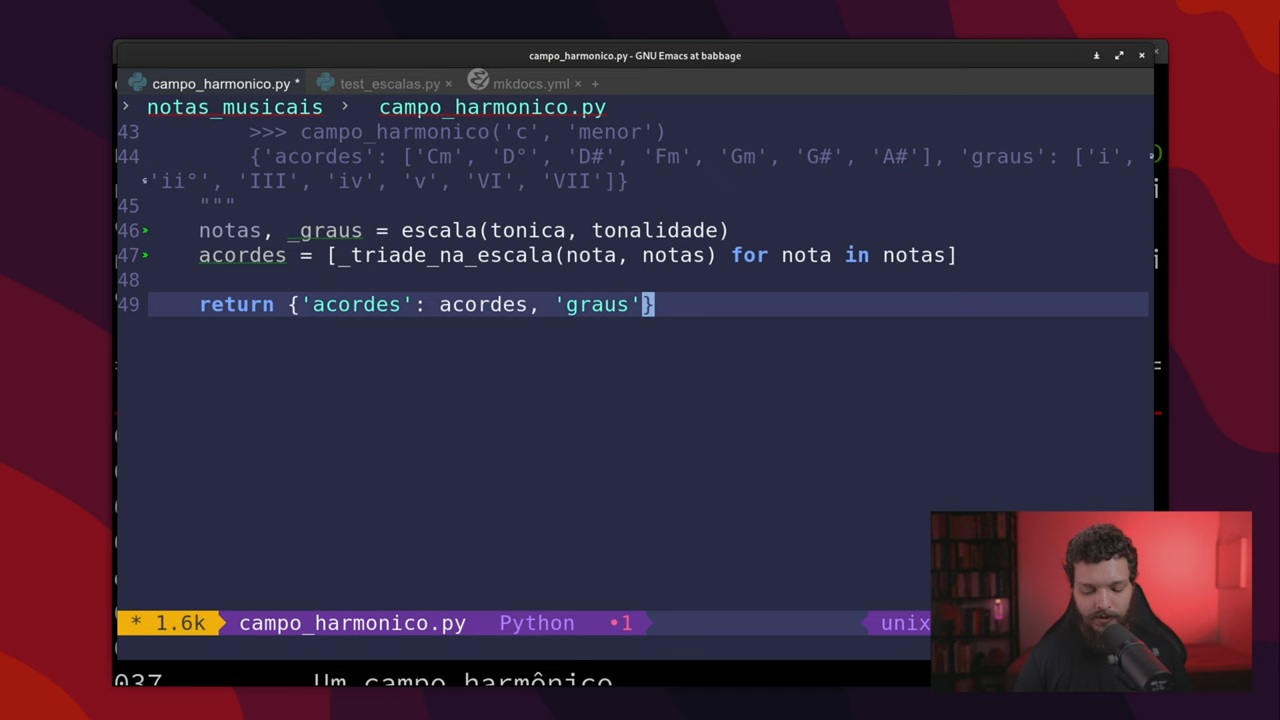 campo_harmonico.py - GNU Emacs at babbage
campo_harmonico.py * test_escalas.py × mkdocs.yml × +
> notas_musicais > campo_harmonico.py
43 >>> campo_harmonico('c', 'menor')
44 {'acordes': ['Cm', 'D°', 'D#', 'Fm', 'Gm', 'G#', 'A#'], 'graus': ['i',
'ii°', 'III', 'iv', 'v', 'VI', 'VII']}
45 """
46 notas, _graus = escala(tonica, tonalidade)
47 acordes = [_triade_na_escala(nota, notas) for nota in notas]
48
49 return {'acordes': acordes, 'graus'}
* 1.6k campo_harmonico.py Python •1 unix
037 Um campo harmônico